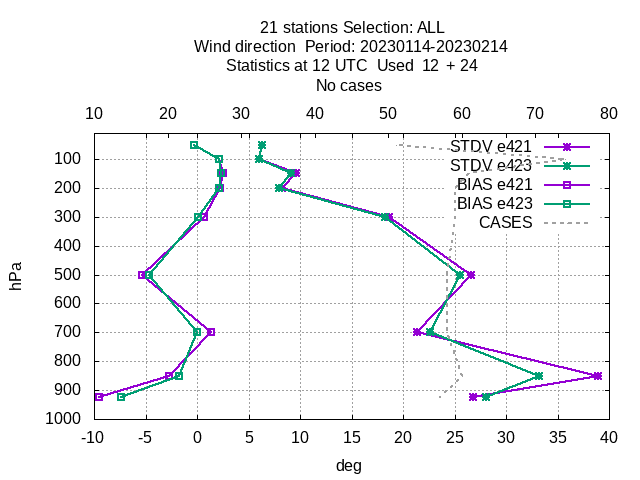 21 stations Selection: ALL
Wind direction  Period: 20230114-20230214
Statistics at 12 UTC  Used  12  + 24
No cases
10 20 30 40 50 60 70 80
STDV e421
STDV e423
BIAS e421
BIAS e423
CASES
hPa
100
200
300
400
500
600
700
800
900
1000
-10 -5 0 5 10 15 20 25 30 35 40
deg